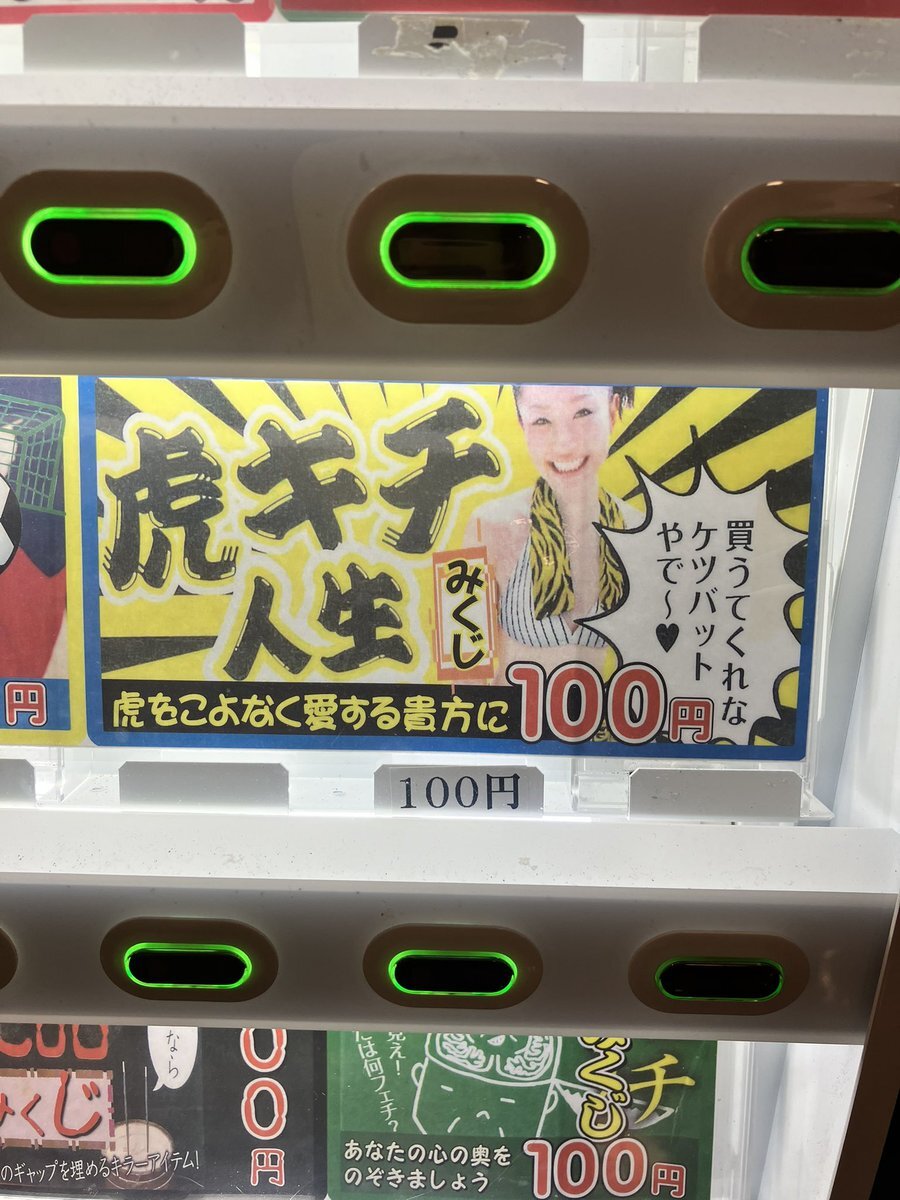 円
虎キチ
人生
みくじ
買うてくれな
ケツバット
やで〜♥
虎をこよなく愛する貴方に
100円
100円
なら
みくじ
00円
のギャップを埋めるキラーアイテム!
は何フェチ?
チ
くじ
あなたの心の奥を
のぞきましょう
100円